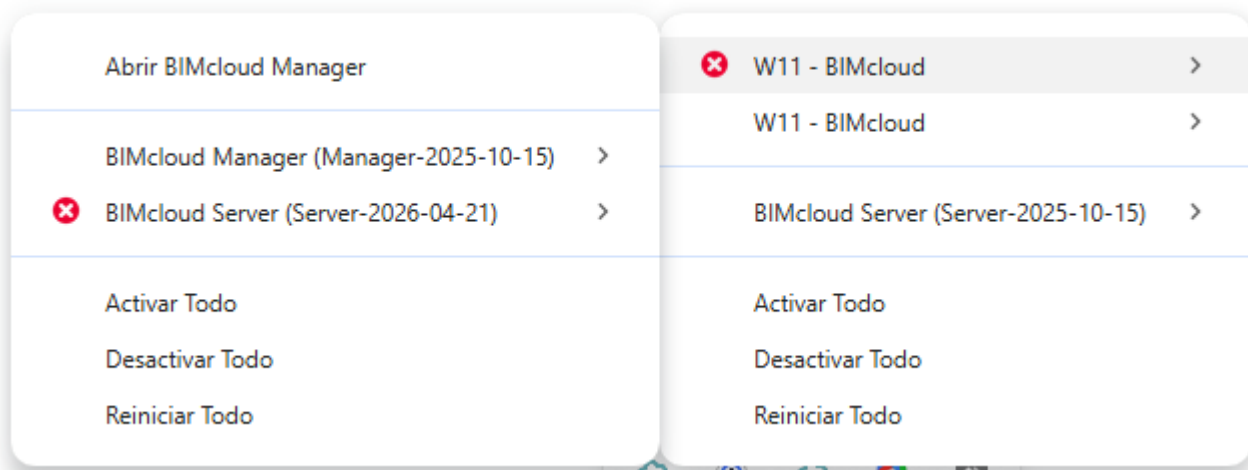 Abrir BIMcloud Manager
BIMcloud Manager (Manager-2025-10-15)
BIMcloud Server (Server-2026-04-21)
Activar Todo
Desactivar Todo
Reiniciar Todo
W11 - BIMcloud
W11 - BIMcloud
BIMcloud Server (Server-2025-10-15)
Activar Todo
Desactivar Todo
Reiniciar Todo